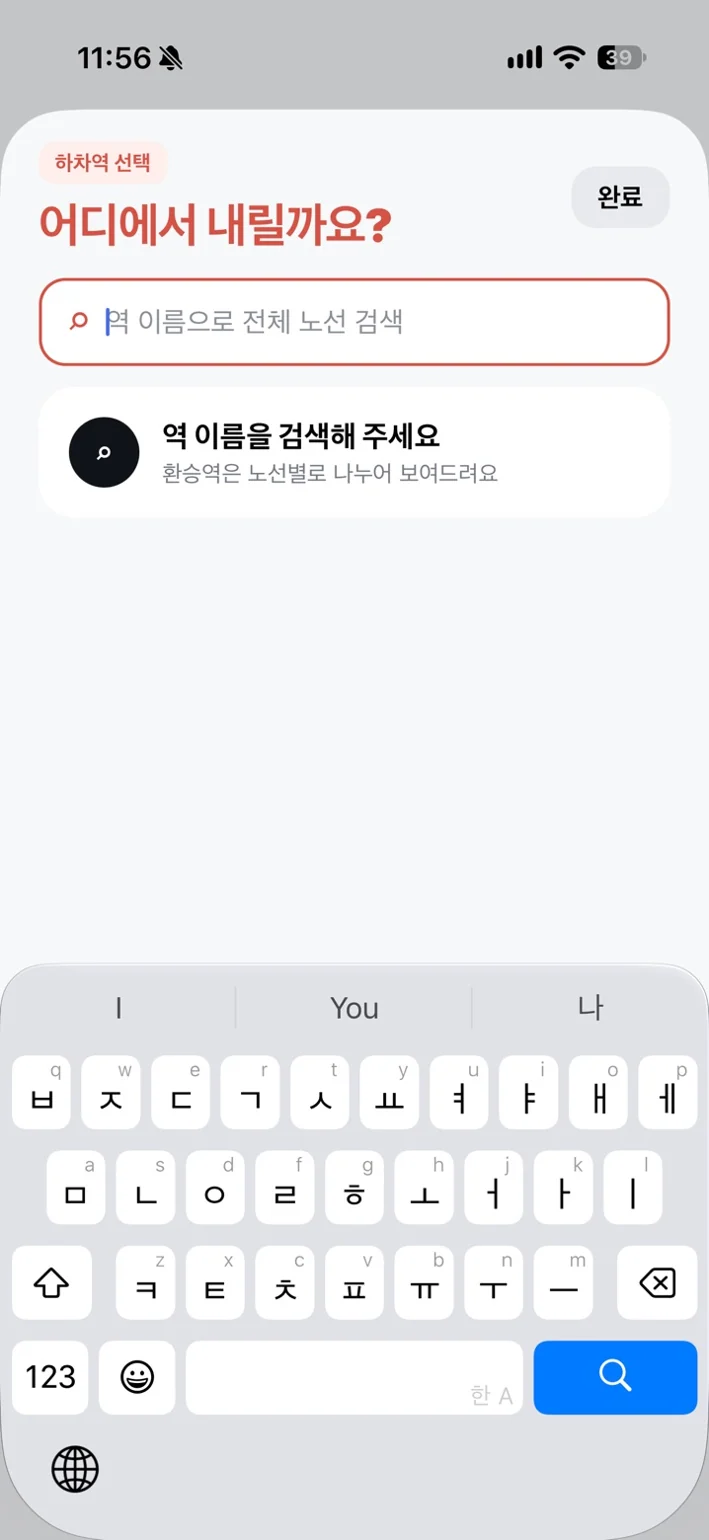 11:56
39
하차역 선택
어디에서 내릴까요?
완료
역 이름으로 전체 노선 검색
역 이름을 검색해 주세요
환승역은 노선별로 나누어 보여드려요
I You 나
q w e r t y u i o p
ㅂ ㅈ ㄷ ㄱ ㅅ ㅛ ㅕ ㅑ ㅐ ㅔ
a s d f g h j k l
ㅁ ㄴ ㅇ ㄹ ㅎ ㅗ ㅓ ㅏ ㅣ
z x c v b n m
ㅋ ㅌ ㅊ ㅍ ㅠ ㅜ ㅡ
123
한 A